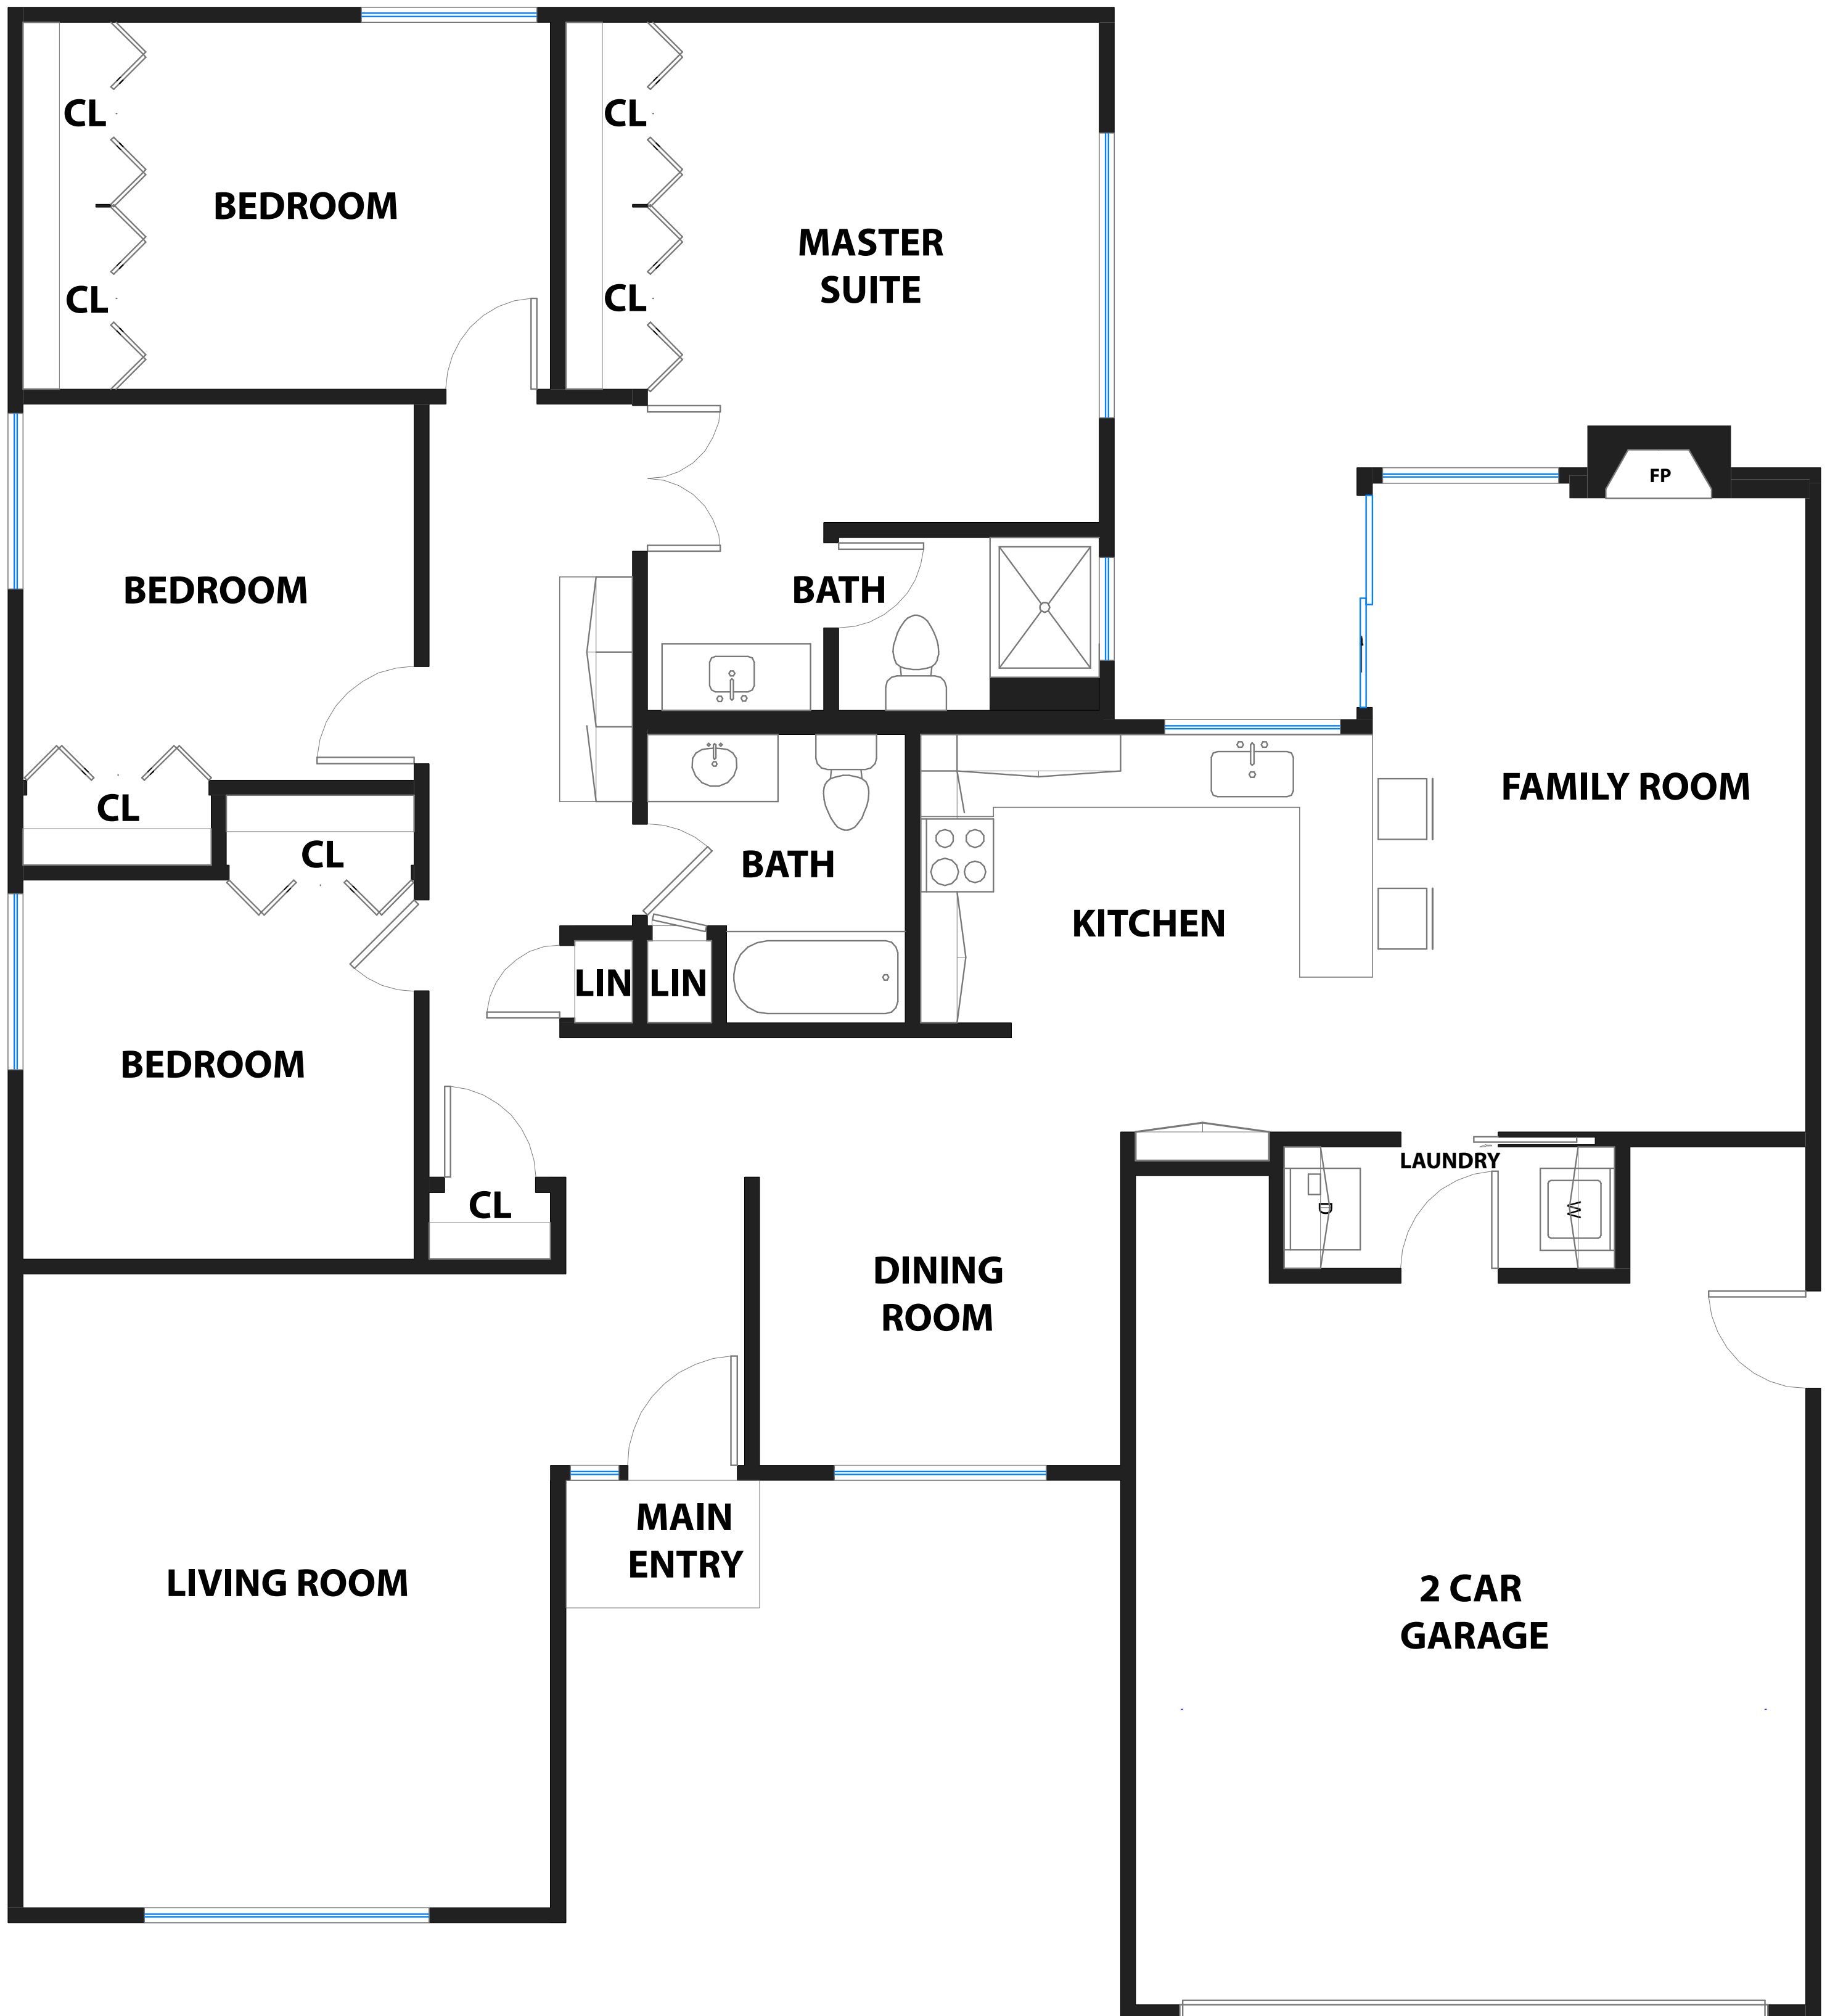 CL
CL
BEDROOM
CL
CL
MASTER
SUITE
FP
BEDROOM
BATH
FAMILY ROOM
CL
CL
BATH
KITCHEN
LIN
LIN
BEDROOM
LAUNDRY
CL
D
W
DINING
ROOM
MAIN
ENTRY
LIVING ROOM
2 CAR
GARAGE